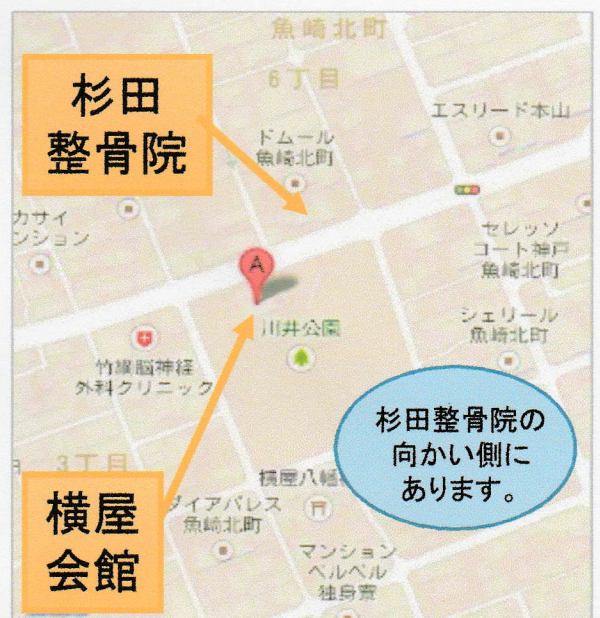 魚崎北町
6丁目
杉田
整骨院
エスリード本山
ドムール
魚崎北町
カサイ
ンション
セレッソ
コート神戸
魚崎北町
A
川井公園
シェリール
魚崎北町
竹綱脳神経
外科クリニック
杉田整骨院の
向かい側に
あります。
3丁目
横屋八幡
横屋
会館
ダイアパレス
魚崎北町
マンション
ベルベル
独身寮